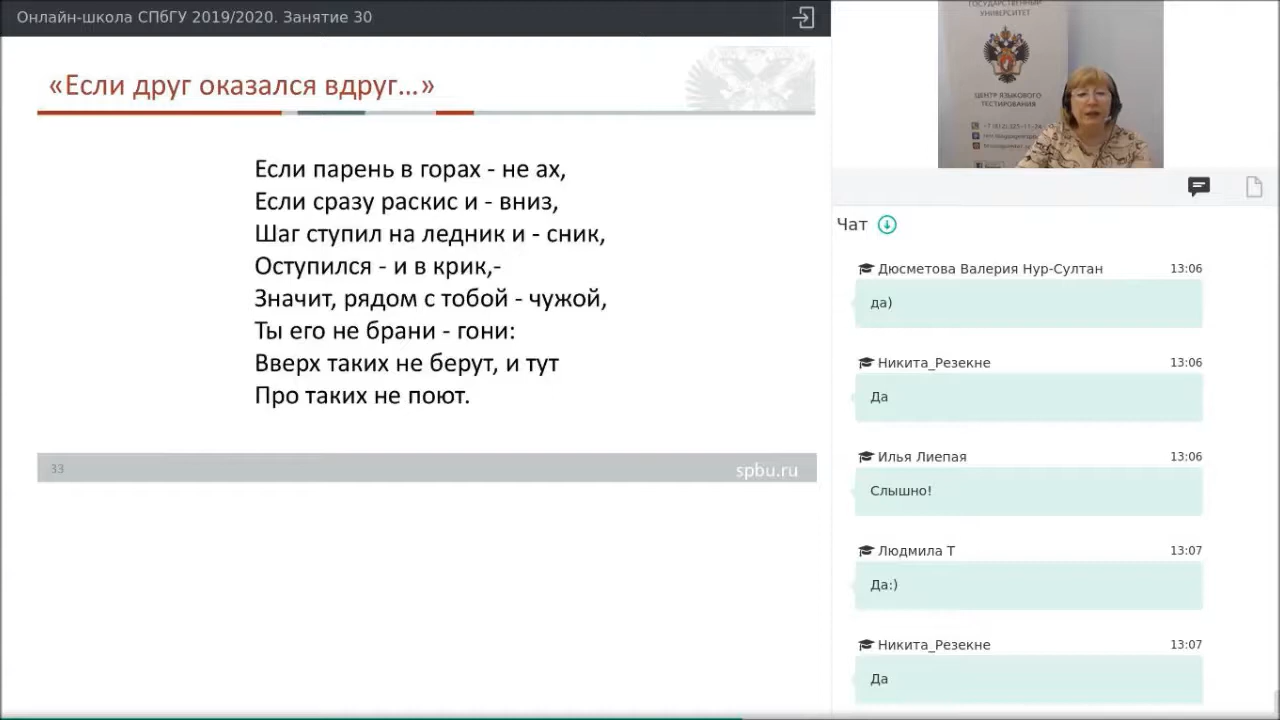 Онлайн-школа СПбГУ 2019/2020. Занятие 30
«Если друг оказался вдруг...»
Если парень в горах - не ах,
Если сразу раскис и - вниз,
Шаг ступил на ледник и - сник,
Оступился - и в крик,-
Значит, рядом с тобой - чужой,
Ты его не брани - гони:
Вверх таких не берут, и тут
Про таких не поют.
33
spbu.ru
ГОСУДАРСТВЕННЫЙ
УНИВЕРСИТЕТ
ЦЕНТР ЯЗЫКОВОГО
ТЕСТИРОВАНИЯ
Чат
Дюсметова Валерия Нур-Султан 13:06
да)
Никита_Резекне 13:06
Да
Илья Лиепая 13:06
Слышно!
Людмила Т 13:07
Да:)
Никита_Резекне 13:07
Да